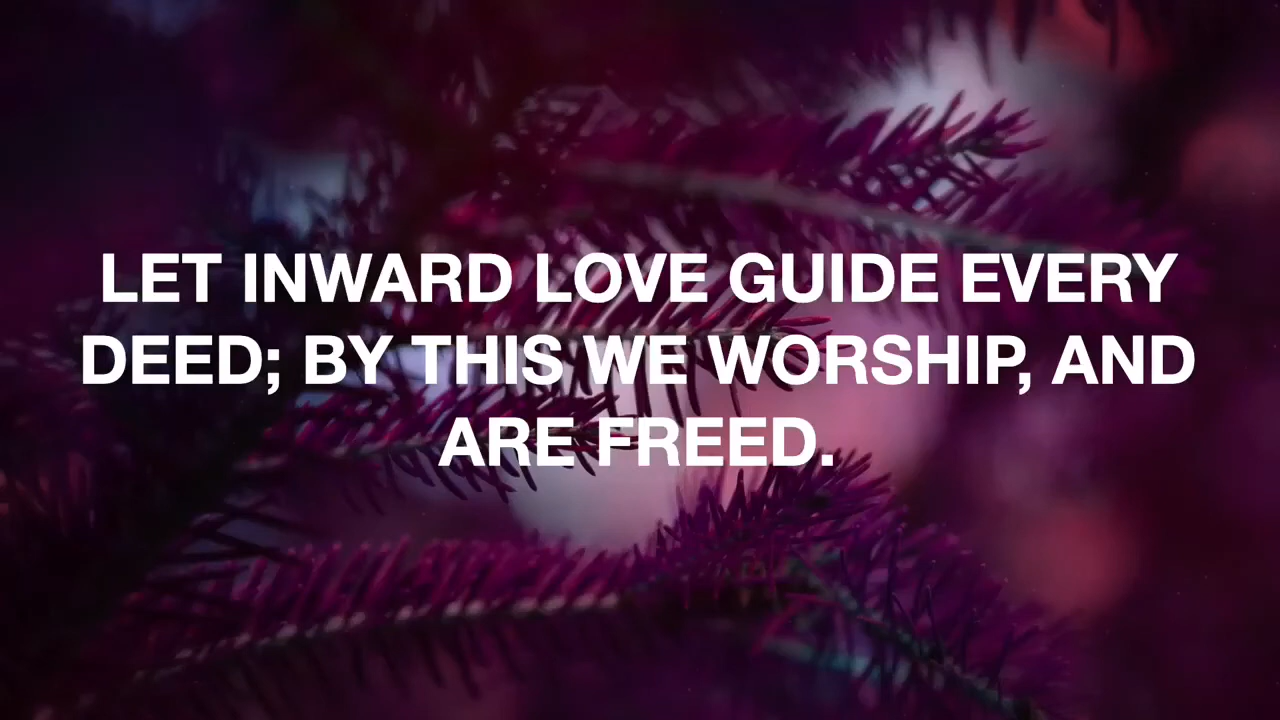 LET INWARD LOVE GUIDE EVERY
DEED; BY THIS WE WORSHIP, AND
ARE FREED.